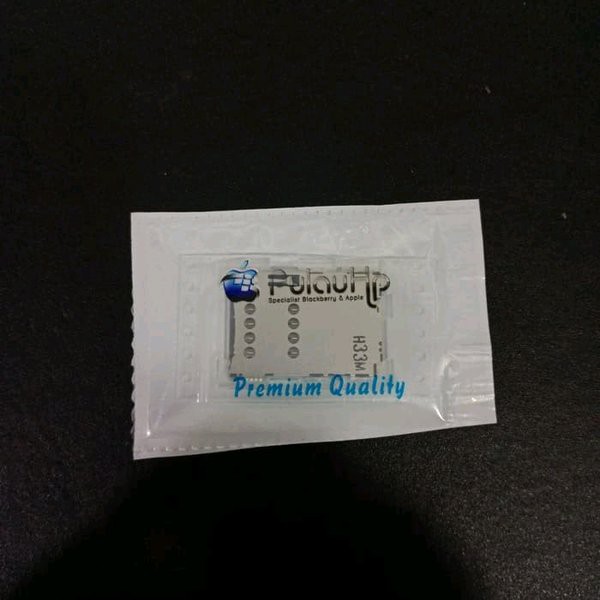 PulauHp
Specialist Blackberry & Apple
H33M
Premium Quality